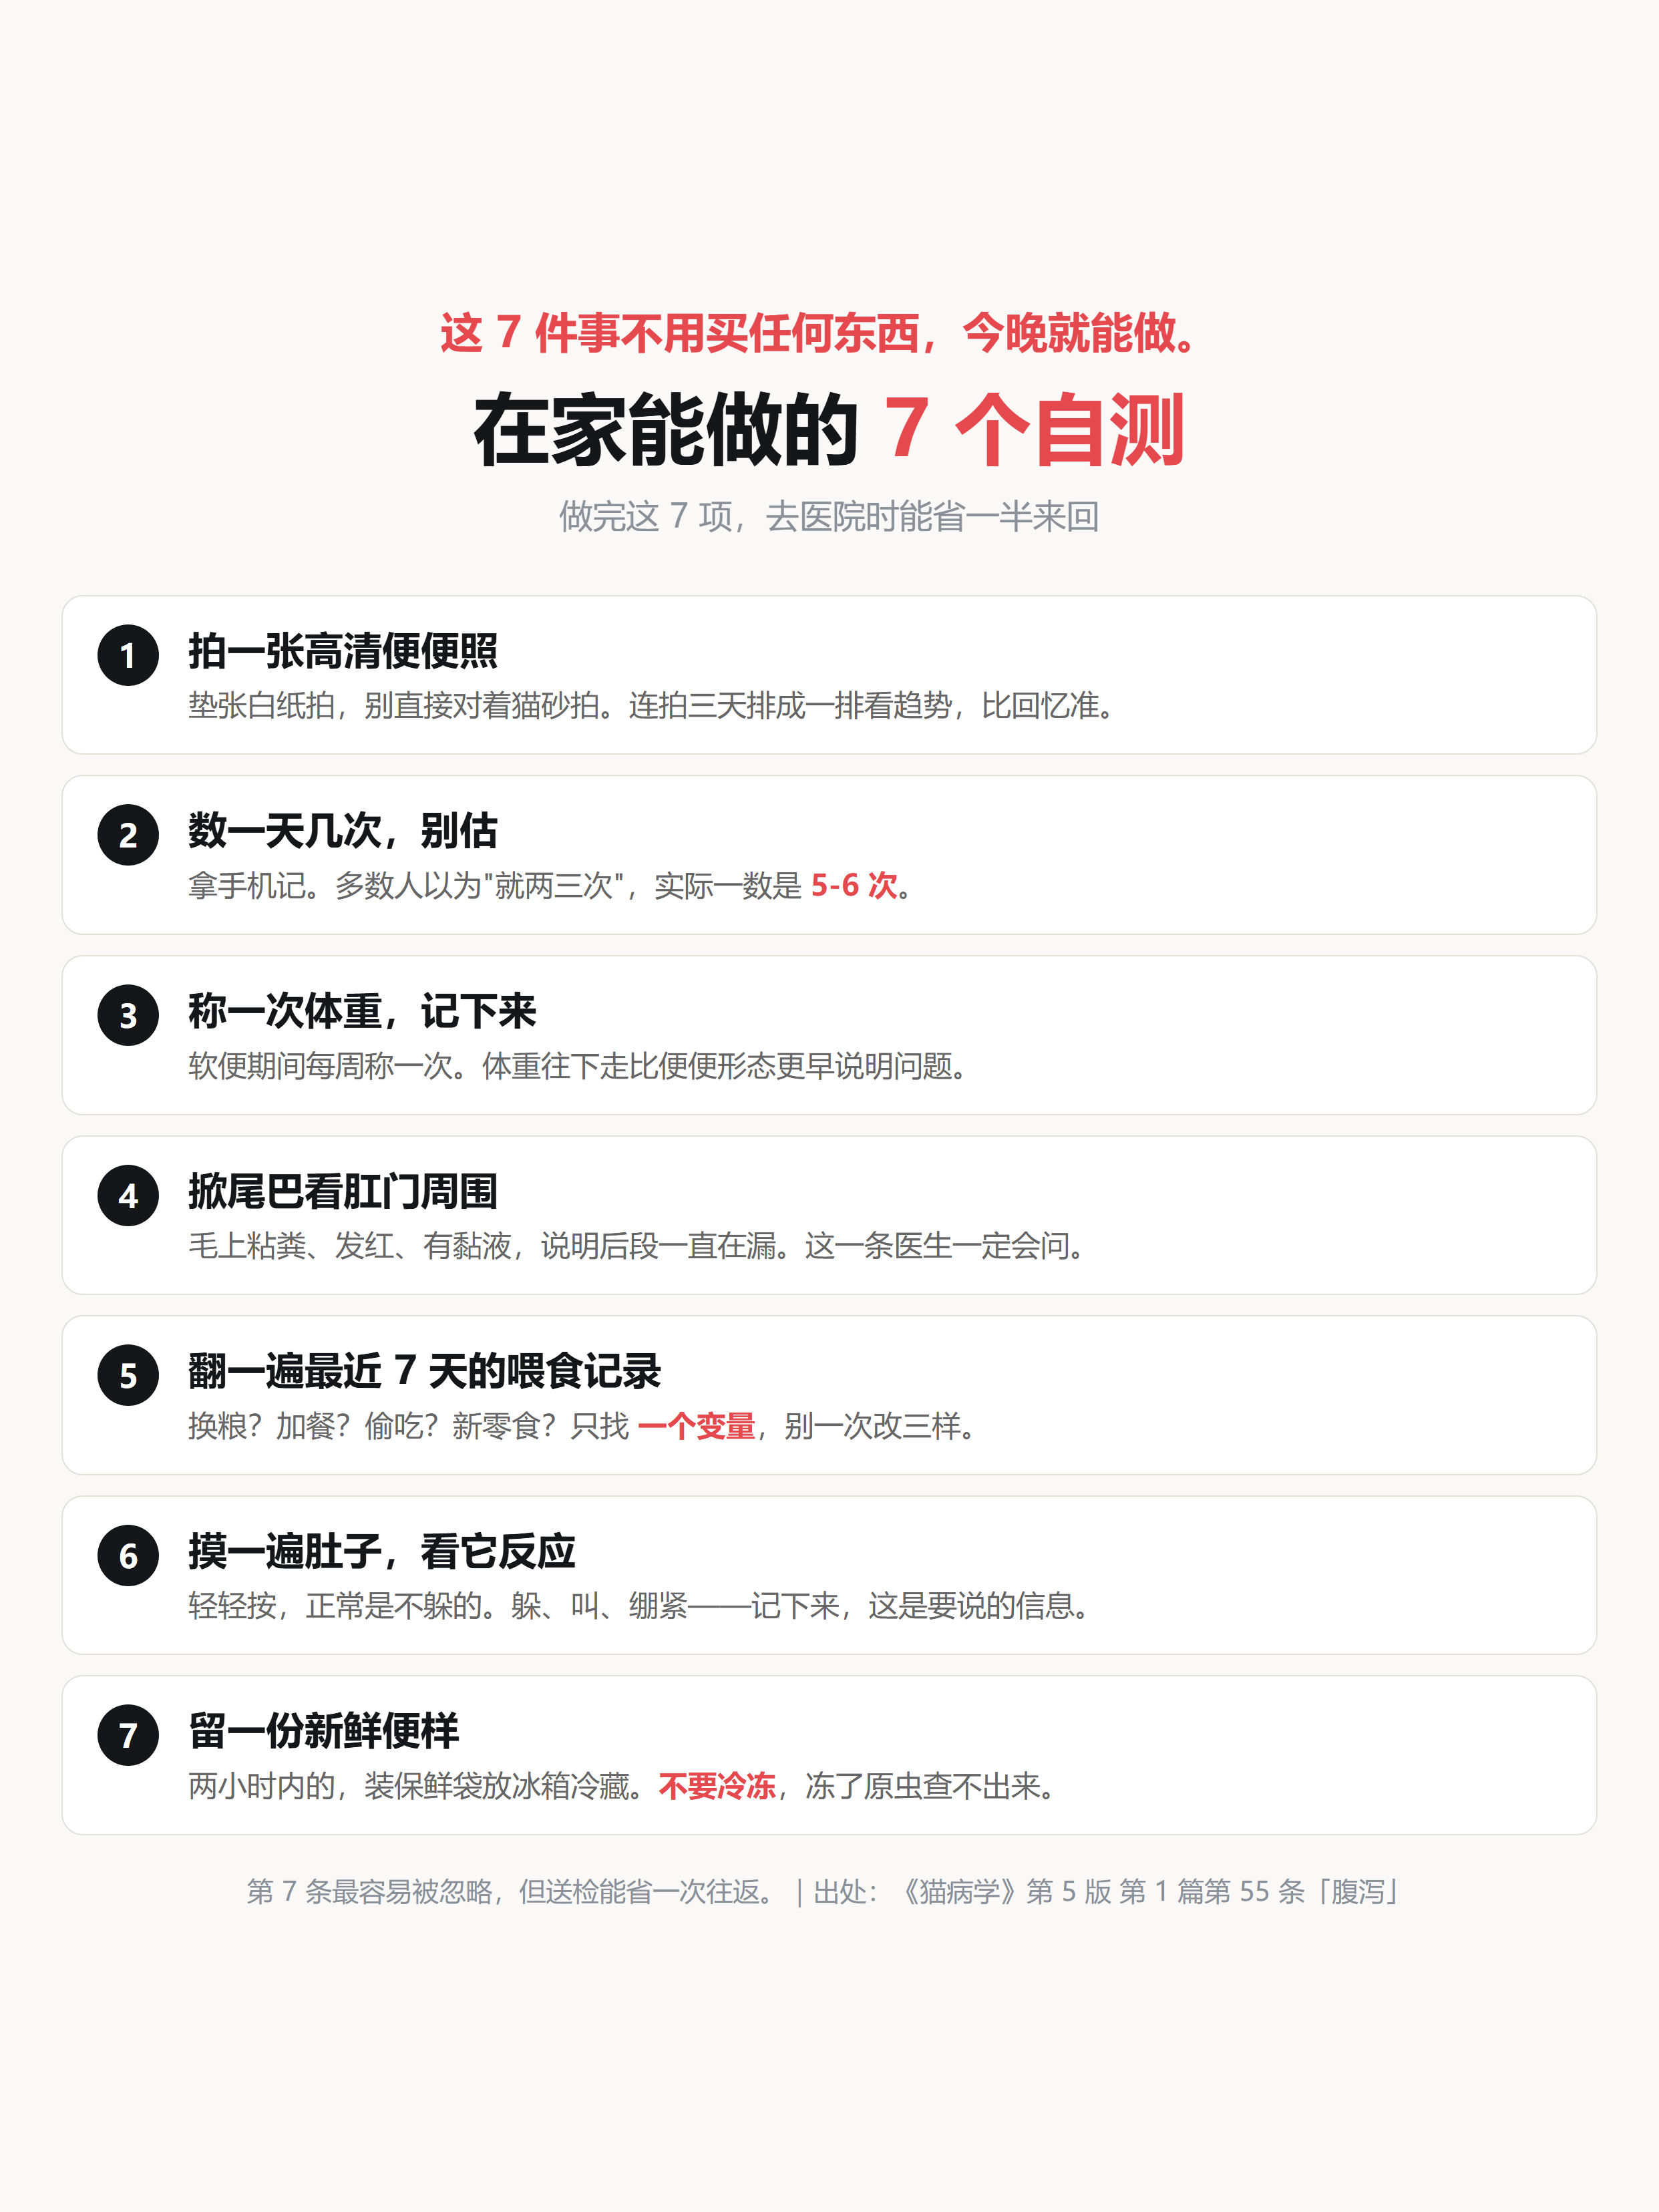 这 7 件事不用买任何东西，今晚就能做。
在家能做的 7 个自测
做完这 7 项，去医院时能省一半来回
1
拍一张高清便便照
垫张白纸拍，别直接对着猫砂拍。连拍三天排成一排看趋势，比回忆准。
2
数一天几次，别估
拿手机记。多数人以为"就两三次"，实际一数是 5-6 次。
3
称一次体重，记下来
软便期间每周称一次。体重往下走比便便形态更早说明问题。
4
掀尾巴看肛门周围
毛上粘粪、发红、有黏液，说明后段一直在漏。这一条医生一定会问。
5
翻一遍最近 7 天的喂食记录
换粮？加餐？偷吃？新零食？只找 一个变量，别一次改三样。
6
摸一遍肚子，看它反应
轻轻按，正常是不躲的。躲、叫、绷紧——记下来，这是要说的信息。
7
留一份新鲜便样
两小时内的，装保鲜袋放冰箱冷藏。不要冷冻，冻了原虫查不出来。
第 7 条最容易被忽略，但送检能省一次往返。 | 出处：《猫病学》第 5 版 第 1 篇第 55 条「腹泻」